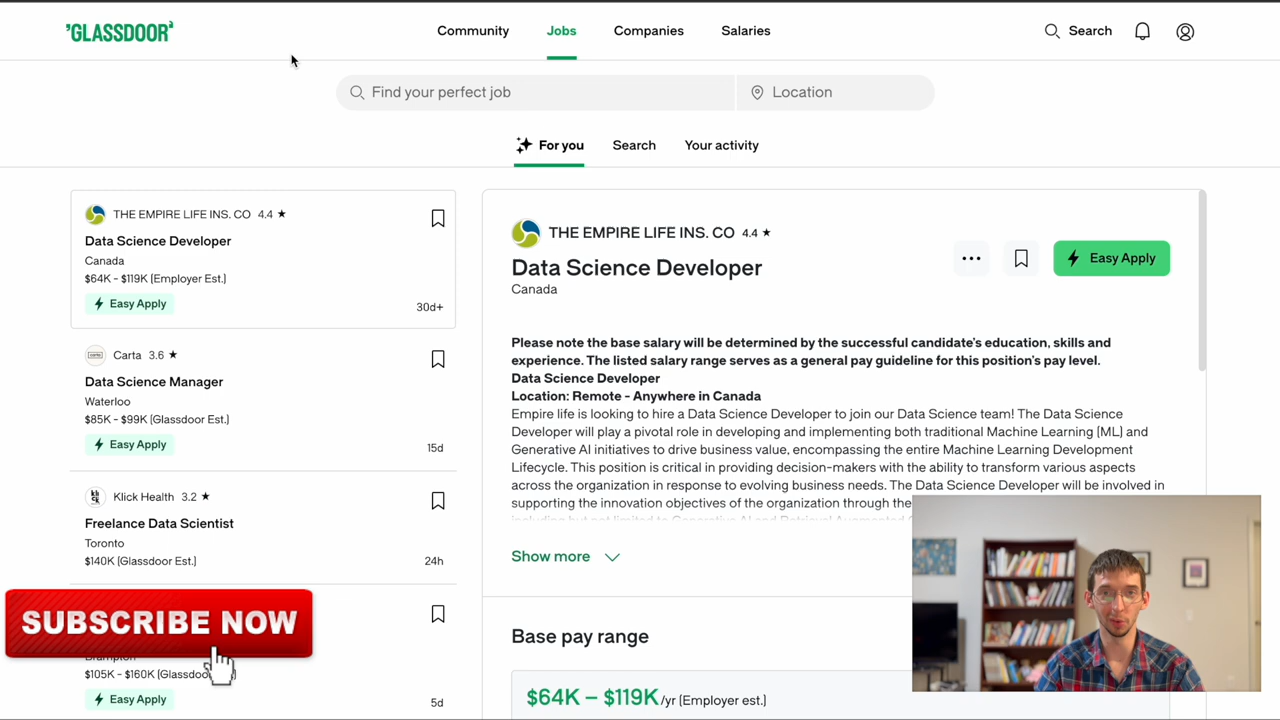 GLASSDOOR
Community
Jobs
Companies
Salaries
Search
Find your perfect job
Location
For you
Search
Your activity
THE EMPIRE LIFE INS. CO 4.4 ★
Data Science Developer
Canada
$64K - $119K (Employer Est.)
Easy Apply
30d+
Carta 3.6 ★
Data Science Manager
Waterloo
$85K - $99K (Glassdoor Est.)
Easy Apply
15d
Klick Health 3.2 ★
Freelance Data Scientist
Toronto
$140K (Glassdoor Est.)
24h
SUBSCRIBE NOW
Brampton
$105K - $160K (Glassdoo
Easy Apply
5d
THE EMPIRE LIFE INS. CO 4.4 ★
Data Science Developer
Canada
Easy Apply
Please note the base salary will be determined by the successful candidate's education, skills and
experience. The listed salary range serves as a general pay guideline for this position's pay level.
Data Science Developer
Location: Remote - Anywhere in Canada
Empire life is looking to hire a Data Science Developer to join our Data Science team! The Data Science
Developer will play a pivotal role in developing and implementing both traditional Machine Learning (ML) and
Generative AI initiatives to drive business value, encompassing the entire Machine Learning Development
Lifecycle. This position is critical in providing decision-makers with the ability to transform various aspects
across the organization in response to evolving business needs. The Data Science Developer will be involved in
supporting the innovation objectives of the organization through the
including but not limited to Generative AI and Retrieval Augmented
Show more
Base pay range
$64K – $119K /yr (Employer est.)